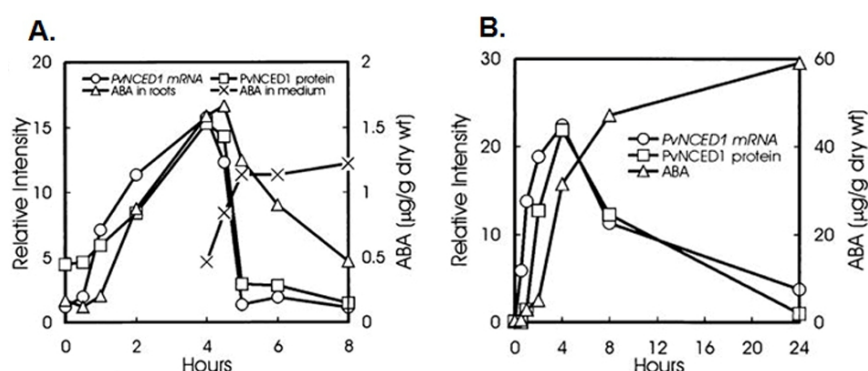 A.
20
15
10
5
0
Relative Intensity
PvNCED1 mRNA
PvNCED1 protein
ABA in roots
ABA in medium
2
1.5
1
0.5
0
ABA (µg/g dry wt)
0 2 4 6 8
Hours
B.
30
20
10
0
Relative Intensity
PvNCED1 mRNA
PvNCED1 protein
ABA
60
40
20
0
ABA (µg/g dry wt)
0 4 8 12 16 20 24
Hours